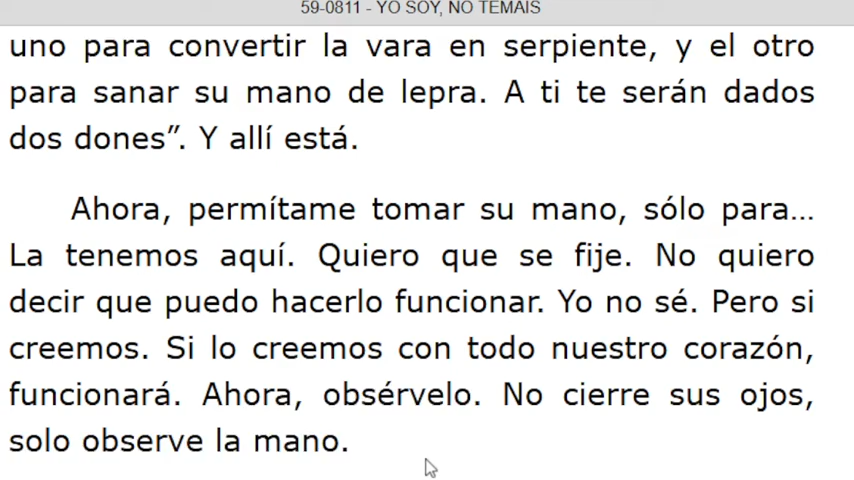 59-0811 - YO SOY, NO TEMAIS
uno para convertir la vara en serpiente, y el otro
para sanar su mano de lepra. A ti te serán dados
dos dones”. Y allí está.
Ahora, permítame tomar su mano, sólo para…
La tenemos aquí. Quiero que se fije. No quiero
decir que puedo hacerlo funcionar. Yo no sé. Pero si
creemos. Si lo creemos con todo nuestro corazón,
funcionará. Ahora, obsérvelo. No cierre sus ojos,
solo observe la mano.